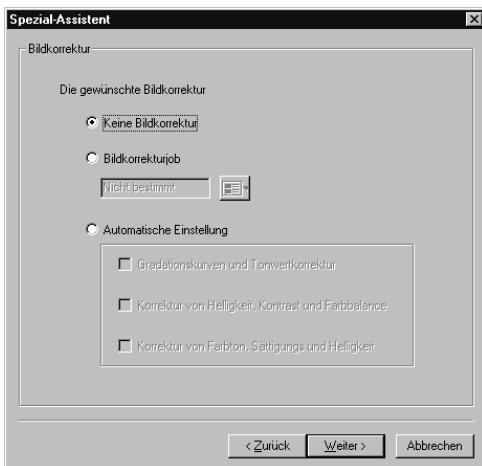 Spezial-Assistent
Bildkorrektur
Die gewünschte Bildkorrektur
Keine Bildkorrektur
Bildkorrekturjob
Nicht bestimmt
Automatische Einstellung
Gradationskurven und Tonwertkorrektur
Korrektur von Helligkeit, Kontrast und Farbbalance
Korrektur von Farbton, Sättigungs und Helligkeit
< Zurück Weiter > Abbrechen